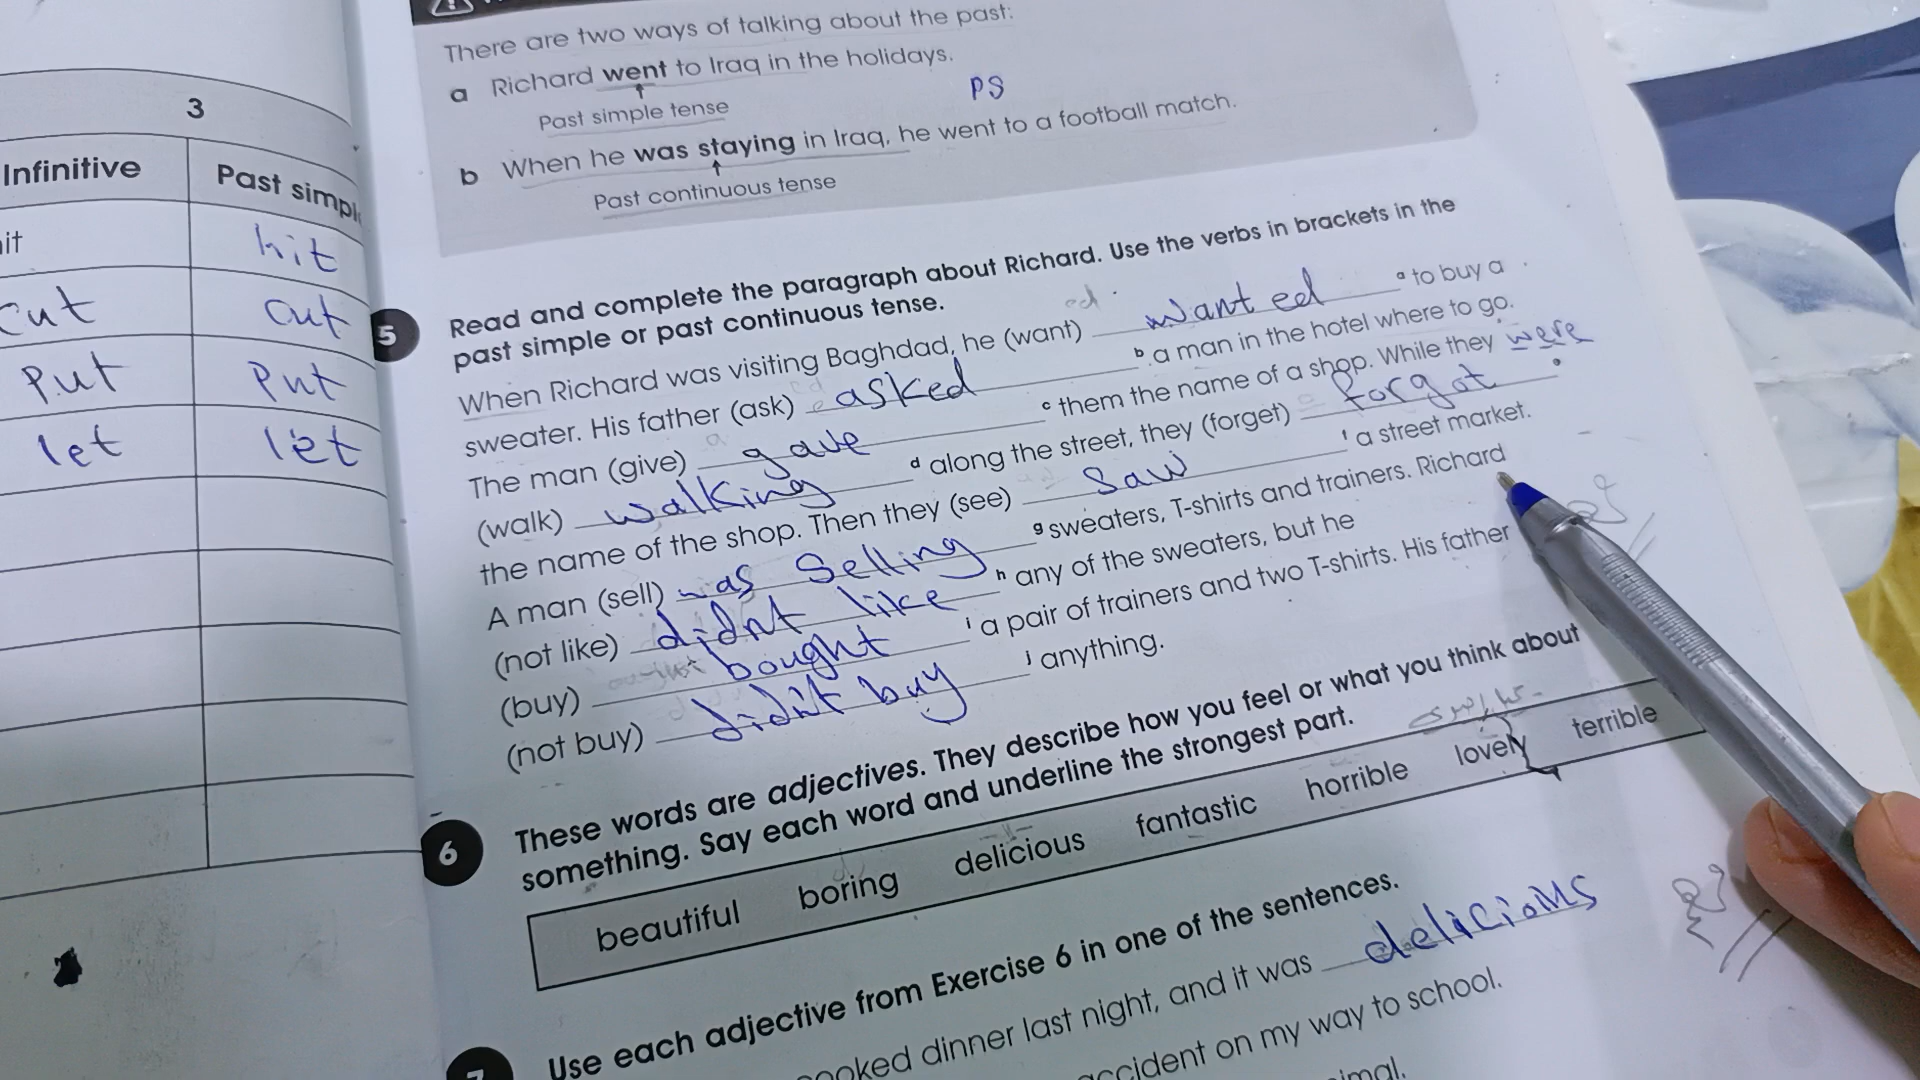 There are two ways of talking about the past:
a Richard went to Iraq in the holidays.
Past simple tense
PS
b When he was staying in Iraq, he went to a football match.
Past continuous tense
3
Infinitive Past simple
hit hit
cut cut
Put Put
let let
5 Read and complete the paragraph about Richard. Use the verbs in brackets in the
past simple or past continuous tense.
ed
When Richard was visiting Baghdad, he (want) wanted a to buy a
sweater. His father (ask) asked b a man in the hotel where to go.
The man (give) gave c them the name of a shop. While they were
(walk) walking d along the street, they (forget) forgot e
the name of the shop. Then they (see) saw f a street market.
A man (sell) was Selling g sweaters, T-shirts and trainers. Richard
(not like) didnt like h any of the sweaters, but he
(buy) bought i a pair of trainers and two T-shirts. His father
(not buy) didn't buy j anything.
6 These words are adjectives. They describe how you feel or what you think about
something. Say each word and underline the strongest part.
beautiful boring delicious fantastic horrible lovely terrible
7 Use each adjective from Exercise 6 in one of the sentences.
cooked dinner last night, and it was delicious
accident on my way to school.